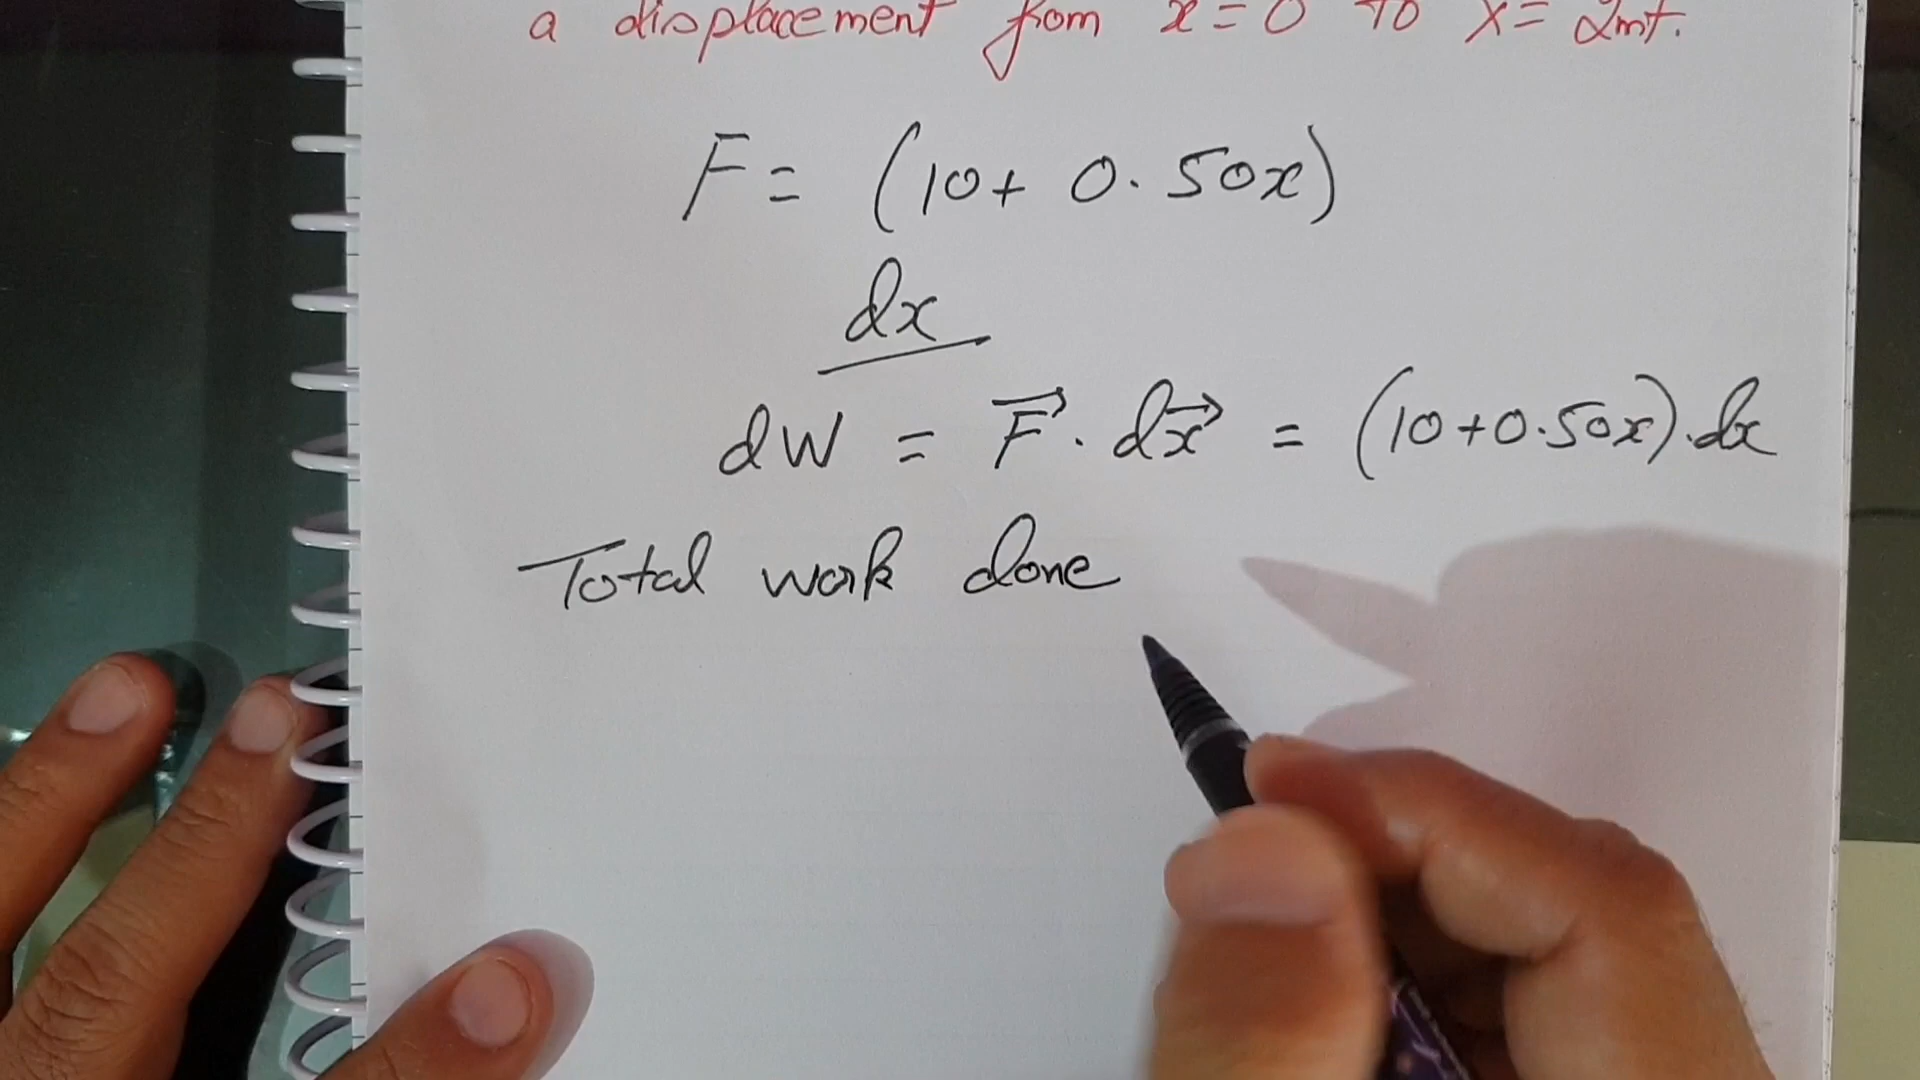 a displacement from x = 0 to x = 2mt.
F = (10 + 0.50x)
dx
dW = F⃗ . dx⃗ = (10+0.50x).dx
Total work done